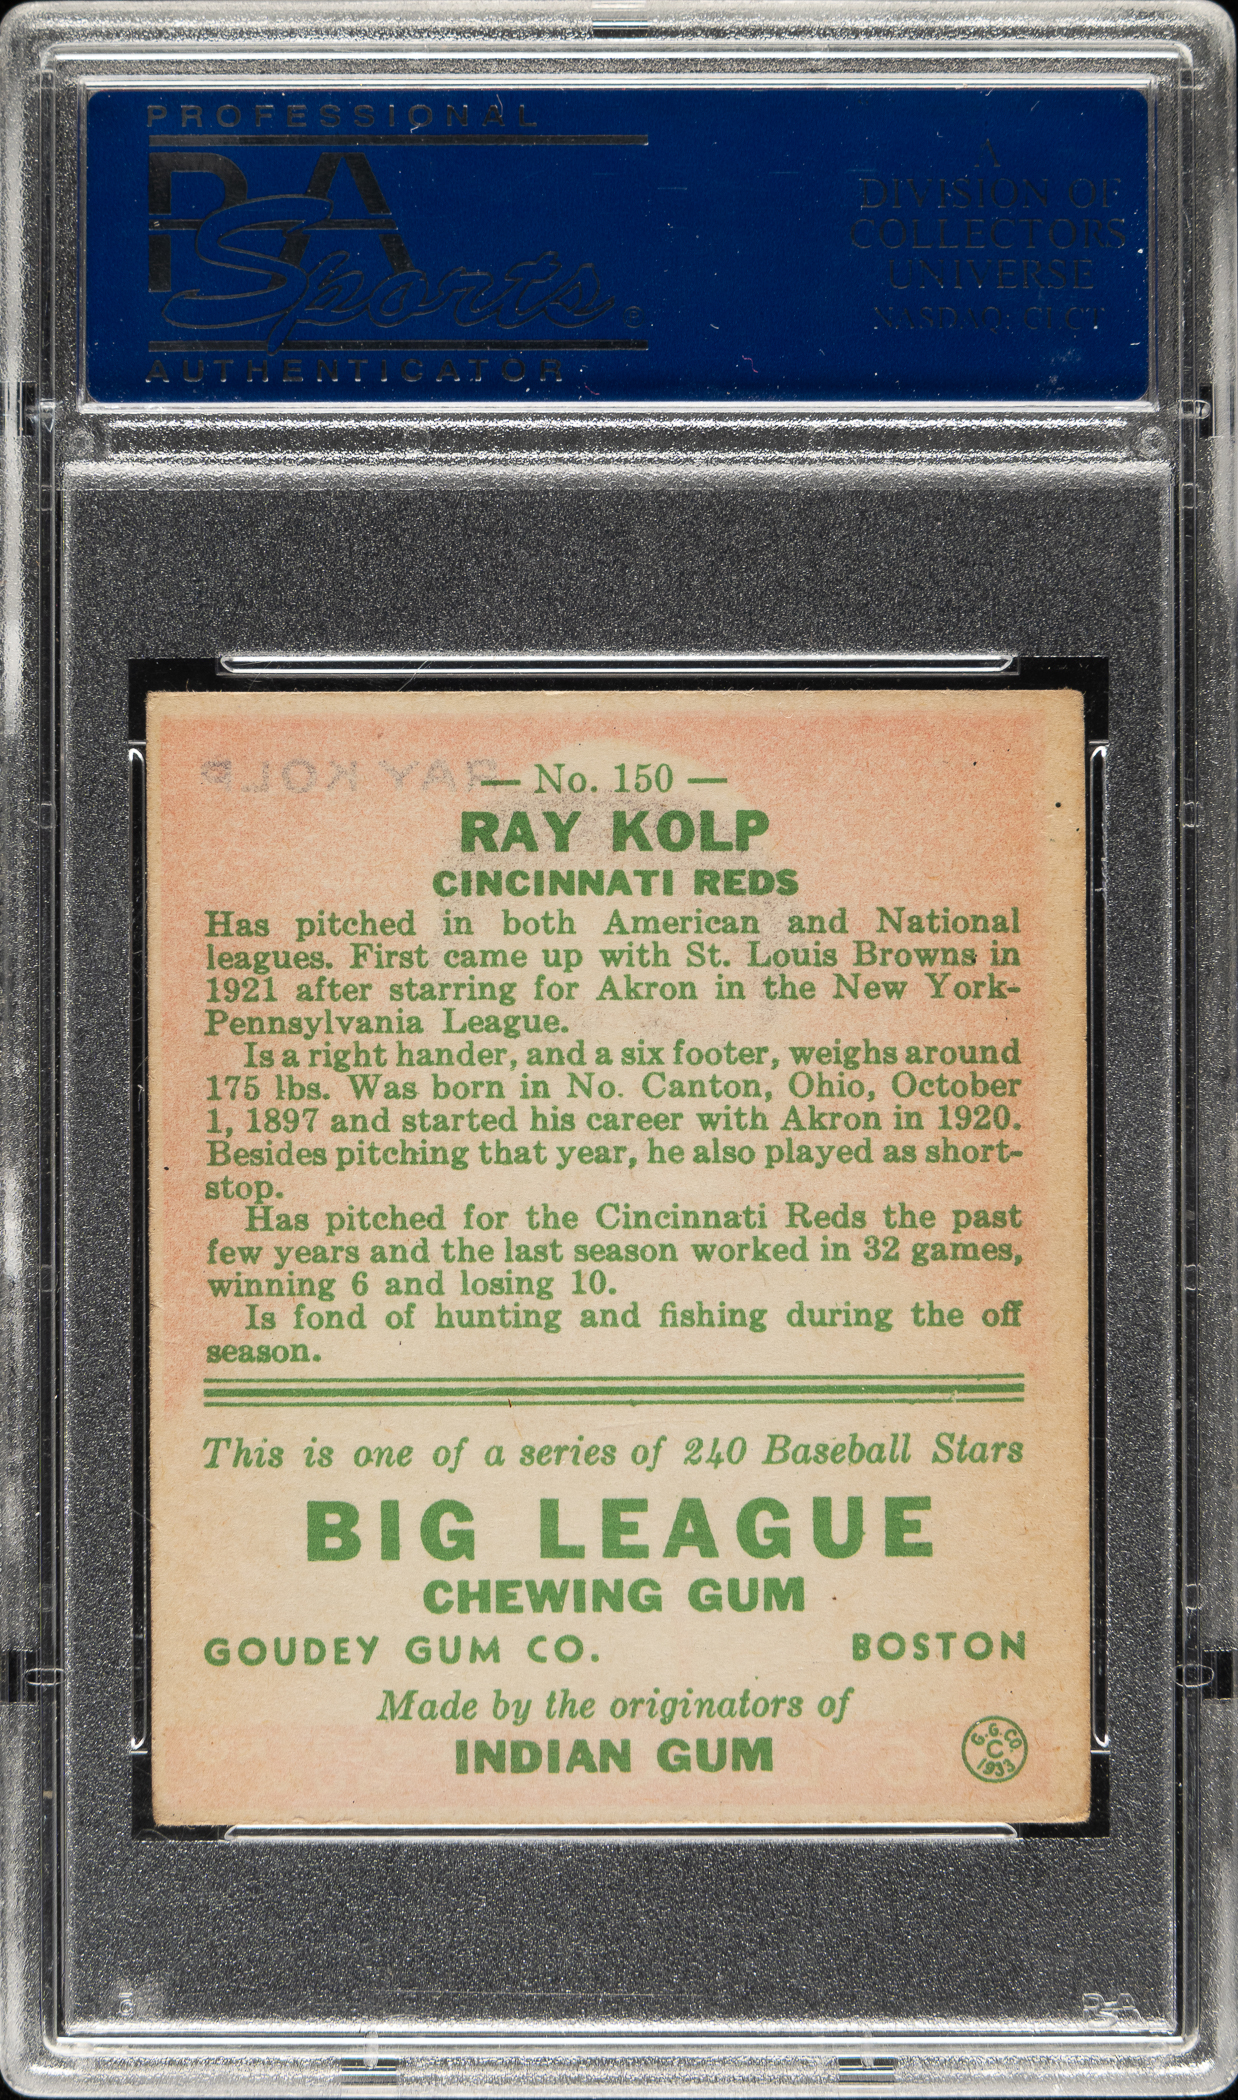 PROFESSIONAL
PSA
Sports®
AUTHENTICATOR
A
DIVISION OF
COLLECTORS
UNIVERSE
NASDAQ: CLCT
RAY KOLP
— No. 150 —
RAY KOLP
CINCINNATI REDS
Has pitched in both American and National
leagues. First came up with St. Louis Browns in
1921 after starring for Akron in the New York-
Pennsylvania League.
Is a right hander, and a six footer, weighs around
175 lbs. Was born in No. Canton, Ohio, October
1, 1897 and started his career with Akron in 1920.
Besides pitching that year, he also played as short-
stop.
Has pitched for the Cincinnati Reds the past
few years and the last season worked in 32 games,
winning 6 and losing 10.
Is fond of hunting and fishing during the off
season.
This is one of a series of 240 Baseball Stars
BIG LEAGUE
CHEWING GUM
GOUDEY GUM CO. BOSTON
Made by the originators of
INDIAN GUM
G.G.CO.
C
1933
PSA